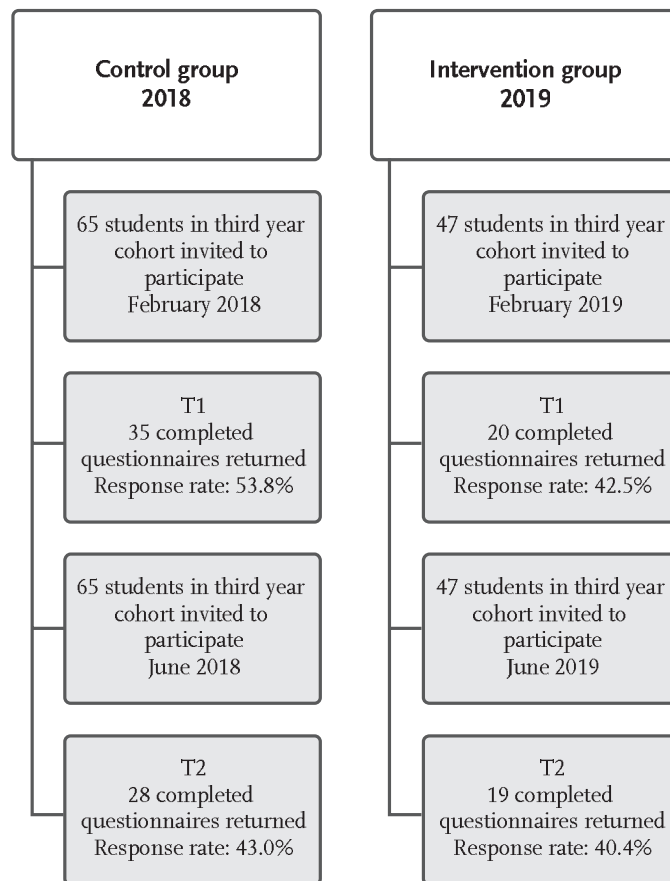 Control group
2018
65 students in third year
cohort invited to
participate
February 2018
T1
35 completed
questionnaires returned
Response rate: 53.8%
65 students in third year
cohort invited to
participate
June 2018
T2
28 completed
questionnaires returned
Response rate: 43.0%
Intervention group
2019
47 students in third year
cohort invited to
participate
February 2019
T1
20 completed
questionnaires returned
Response rate: 42.5%
47 students in third year
cohort invited to
participate
June 2019
T2
19 completed
questionnaires returned
Response rate: 40.4%